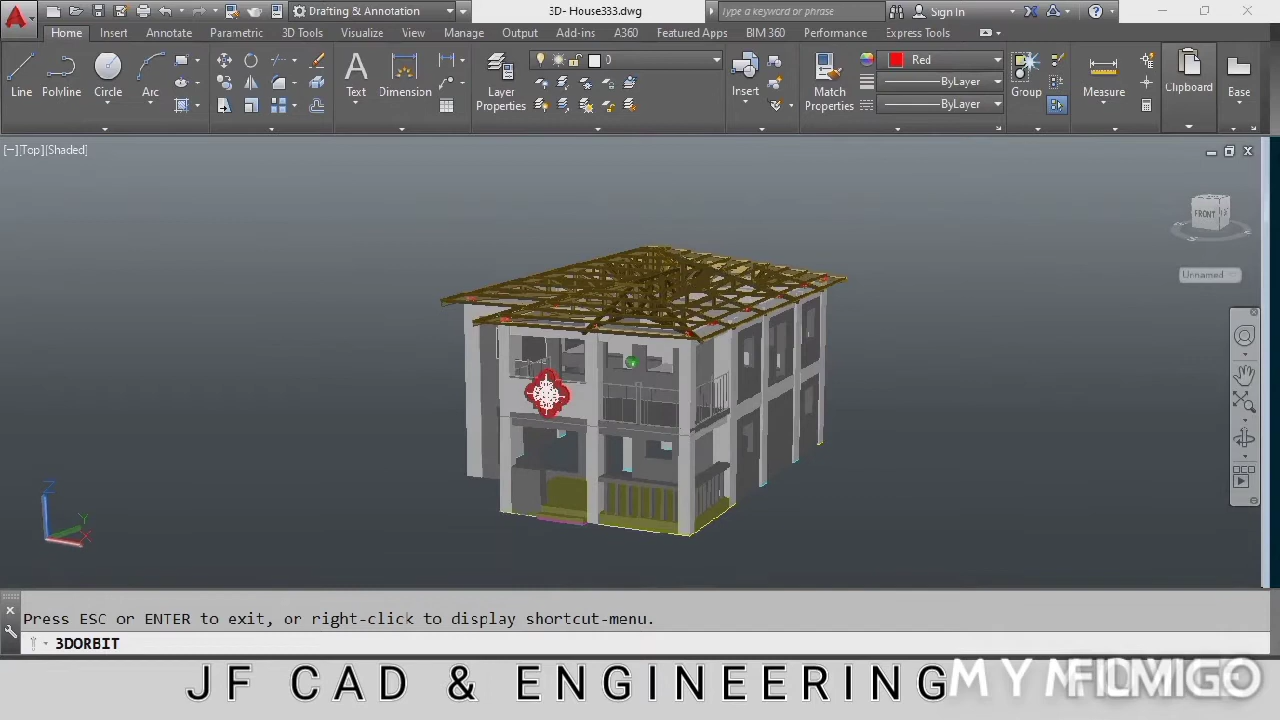 Drafting & Annotation
3D- House333.dwg
Type a keyword or phrase
Sign In
Home Insert Annotate Parametric 3D Tools Visualize View Manage Output Add-ins A360 Featured Apps BIM 360 Performance Express Tools
Line Polyline Circle Arc
Text Dimension
Layer
Properties
0
Insert
Match
Properties
Red
ByLayer
ByLayer
Group
Measure
Clipboard
Base
[−][Top][Shaded]
FRONT
Unnamed
Z
Y
X
Press ESC or ENTER to exit, or right-click to display shortcut-menu.
3DORBIT
JF CAD & ENGINEERING
FILMIGO